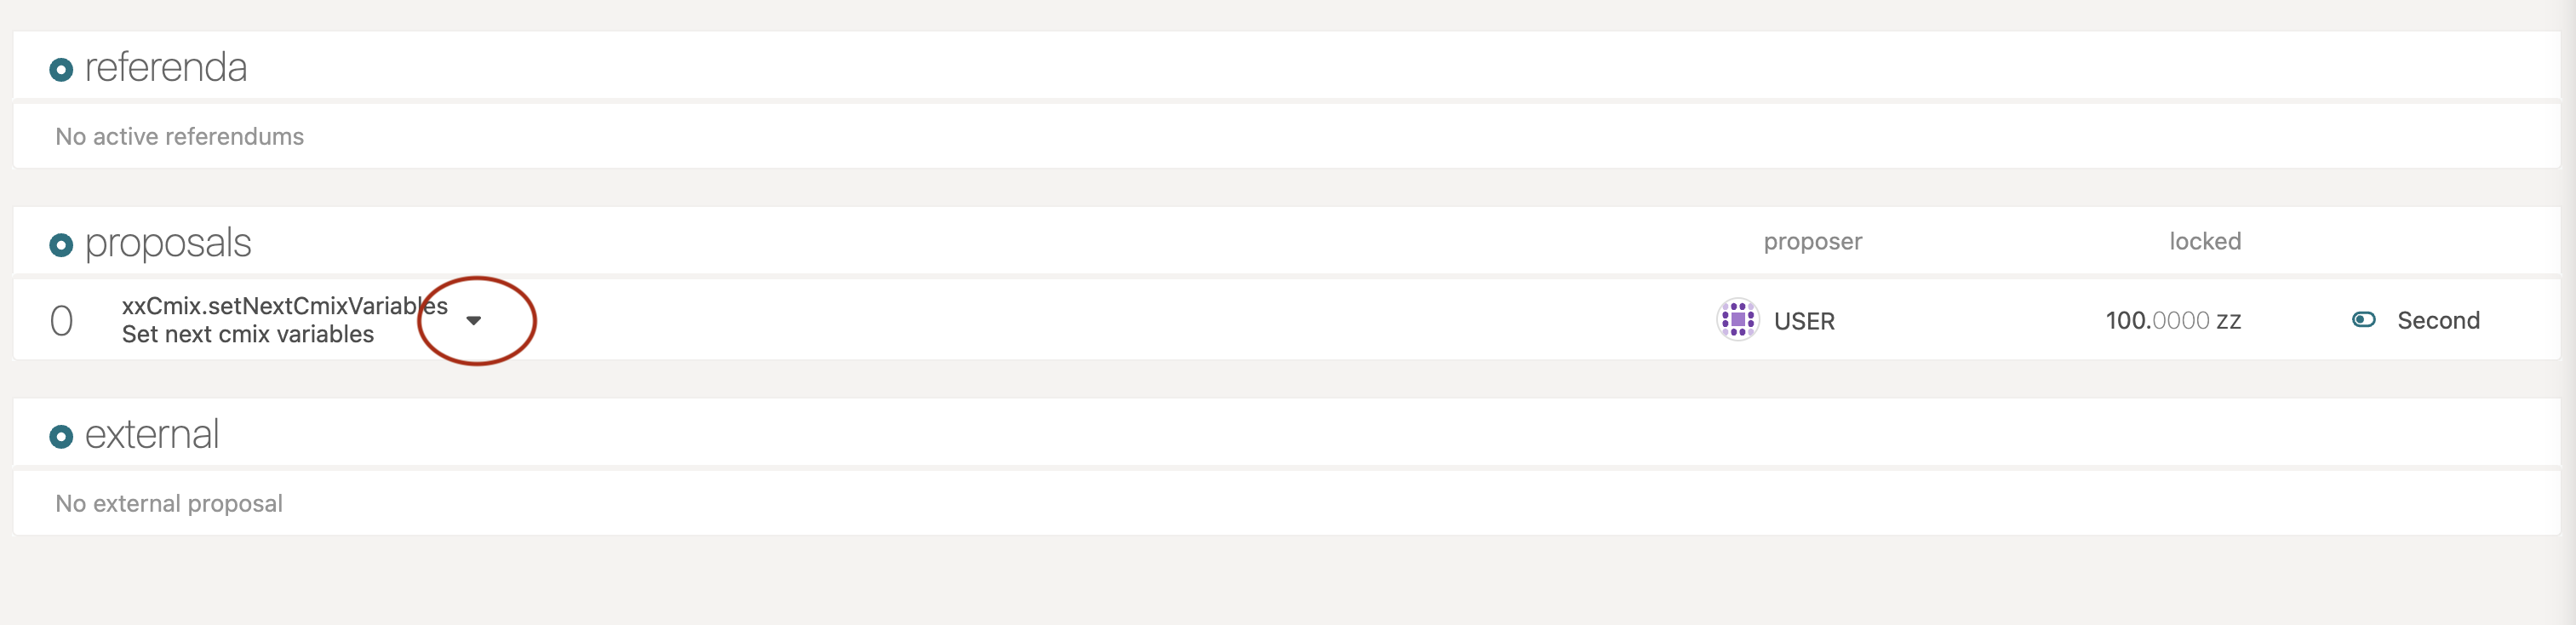 referenda
No active referendums
proposals proposer locked
0 xxCmix.setNextCmixVariables
Set next cmix variables
USER 100.0000 zz Second
external
No external proposal